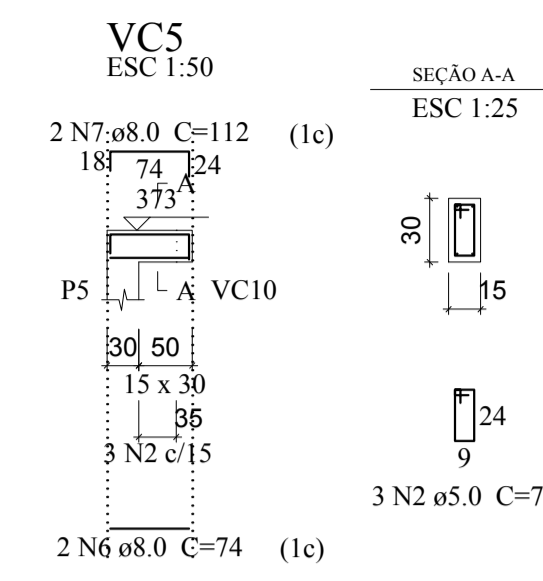 VC5
ESC 1:50
SEÇÃO A-A
ESC 1:25
2 N7 ø8.0 C=112 (1c)
18 74 24
A
373
P5 A VC10
30 50
15 x 30
35
3 N2 c/15
2 N6 ø8.0 C=74 (1c)
30
15
24
9
3 N2 ø5.0 C=7